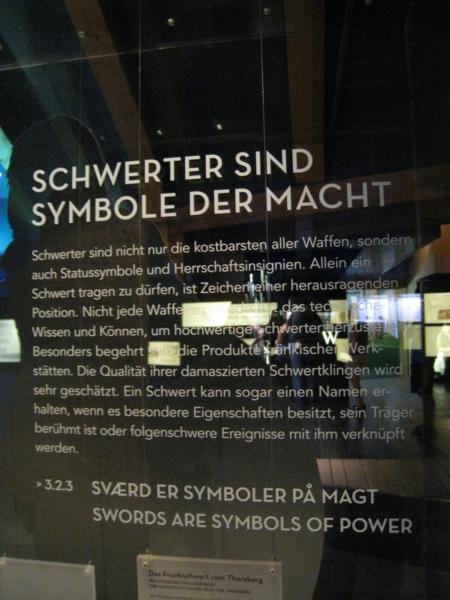 SCHWERTER SIND
SYMBOLE DER MACHT
Schwerter sind nicht nur die kostbarsten aller Waffen, sondern
auch Statussymbole und Herrschaftsinsignien. Allein ein
Schwert tragen zu dürfen, ist Zeichen einer herausragenden
Position. Nicht jede das technische
Wissen und Können, um hochwertige Schwerter herzustellen.
Besonders begehrt sind die Produkte fränkischer Werk-
stätten. Die Qualität ihrer damaszierten Schwertklingen wird
sehr geschätzt. Ein Schwert kann sogar einen Namen er-
halten, wenn es besondere Eigenschaften besitzt, sein Träger
berühmt ist oder folgenschwere Ereignisse mit ihm verknüpft
werden.
> 3.2.3 SVÆRD ER SYMBOLER PÅ MAGT
SWORDS ARE SYMBOLS OF POWER
Das Prunkschwert vom Thorsberg